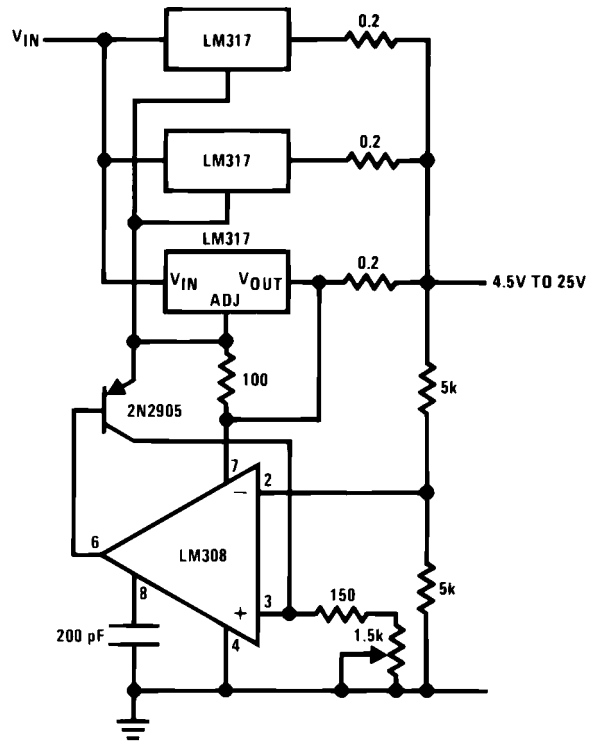 LM317
0.2
VIN
LM317
0.2
LM317
VIN
VOUT
ADJ
0.2
4.5V TO 25V
100
5k
2N2905
7
−
2
6
LM308
8
+
3
4
150
1.5k
5k
200 pF